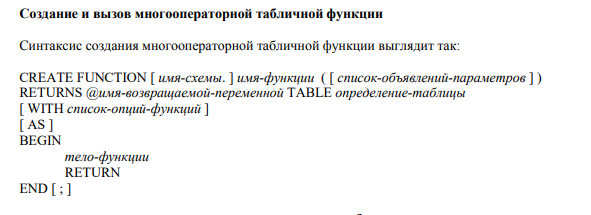 Создание и вызов многооператорной табличной функции
Синтаксис создания многооператорной табличной функции выглядит так:
CREATE FUNCTION [ имя-схемы. ] имя-функции ( [ список-объявлений-параметров ] )
RETURNS @имя-возвращаемой-переменной TABLE определение-таблицы
[ WITH список-опций-функций ]
[ AS ]
BEGIN
тело-функции
RETURN
END [ ; ]